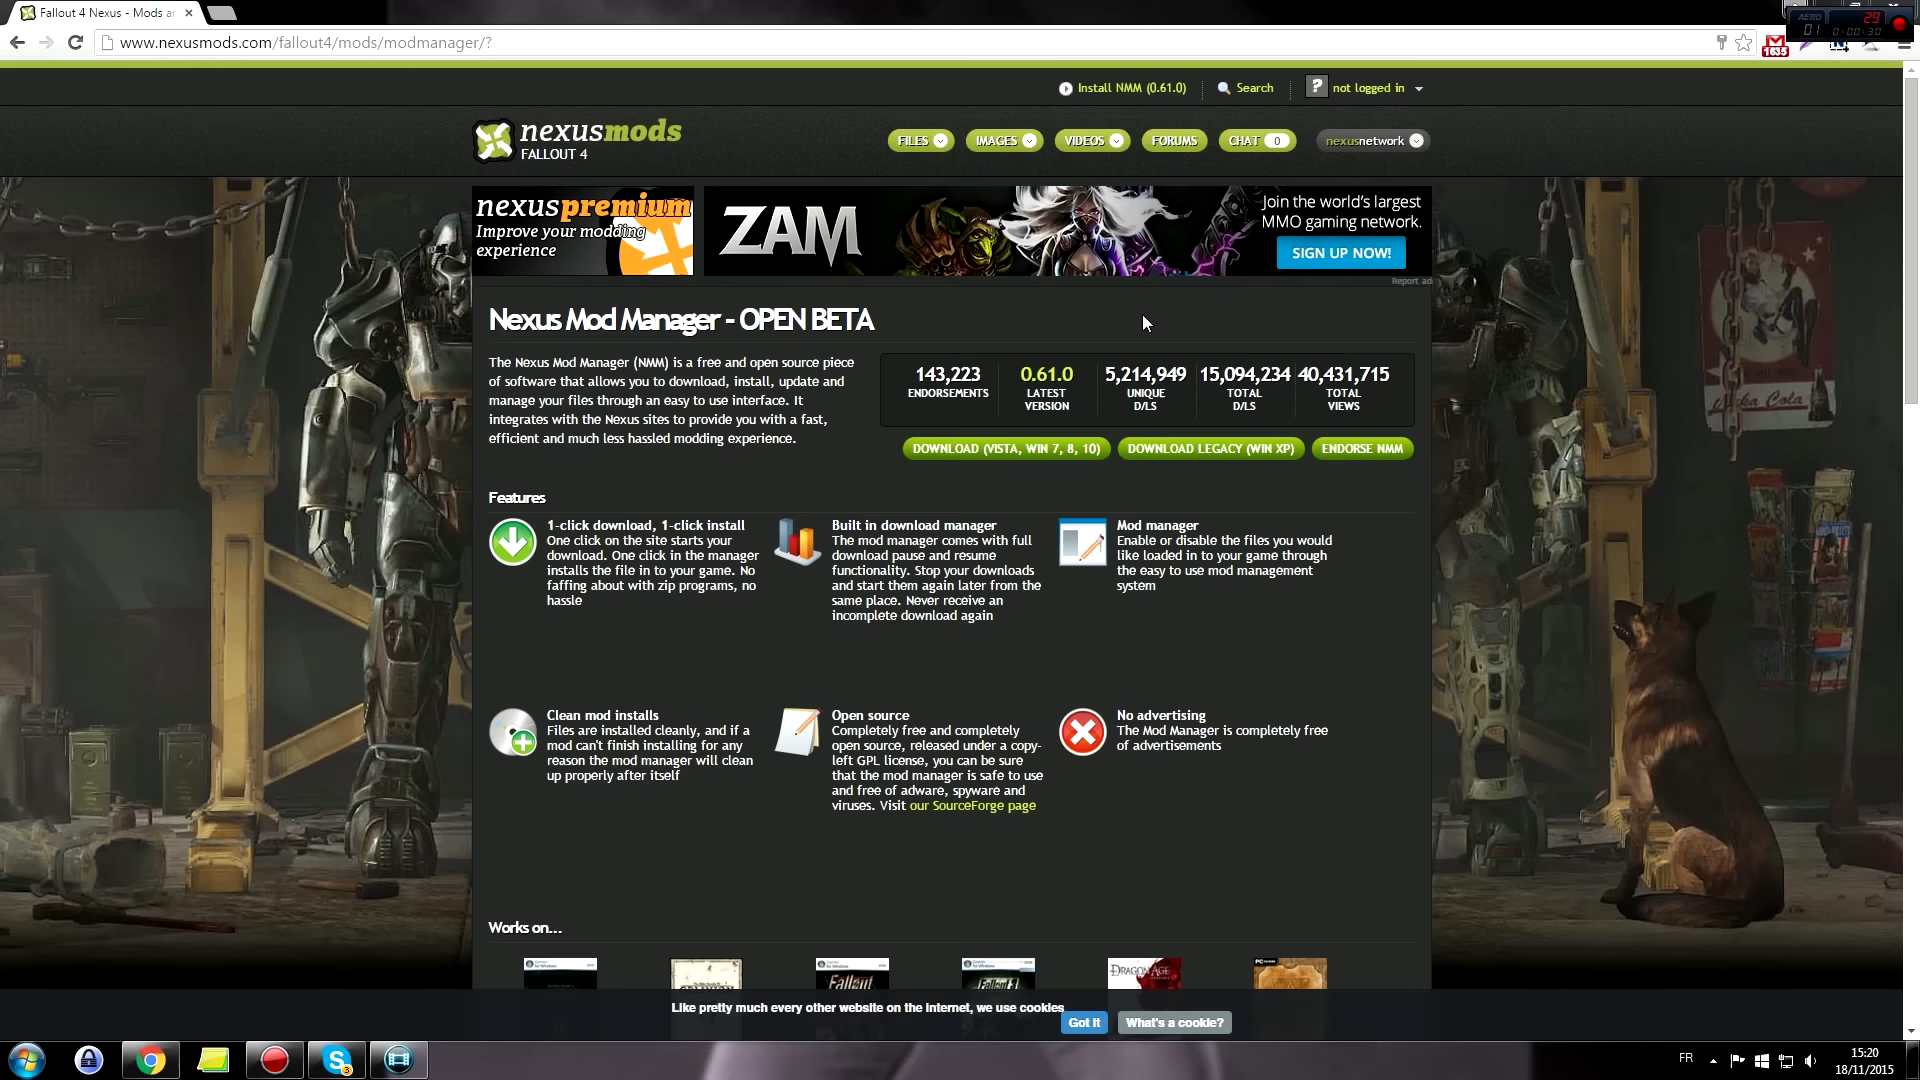 Fallout 4 Nexus - Mods a
www.nexusmods.com/fallout4/mods/modmanager/?
AERO
29
01
0:00:30
1635
Install NMM (0.61.0)
Search
?
not logged in
nexusmods
FALLOUT 4
FILES
IMAGES
VIDEOS
FORUMS
CHAT 0
nexusnetwork
nexuspremium
Improve your modding
experience
ZAM
Join the world's largest
MMO gaming network.
SIGN UP NOW!
Report ad
Nexus Mod Manager - OPEN BETA
The Nexus Mod Manager (NMM) is a free and open source piece
of software that allows you to download, install, update and
manage your files through an easy to use interface. It
integrates with the Nexus sites to provide you with a fast,
efficient and much less hassled modding experience.
143,223
ENDORSEMENTS
0.61.0
LATEST
VERSION
5,214,949
UNIQUE
D/LS
15,094,234
TOTAL
D/LS
40,431,715
TOTAL
VIEWS
DOWNLOAD (VISTA, WIN 7, 8, 10)
DOWNLOAD LEGACY (WIN XP)
ENDORSE NMM
Features
1-click download, 1-click install
One click on the site starts your
download. One click in the manager
installs the file in to your game. No
faffing about with zip programs, no
hassle
Built in download manager
The mod manager comes with full
download pause and resume
functionality. Stop your downloads
and start them again later from the
same place. Never receive an
incomplete download again
Mod manager
Enable or disable the files you would
like loaded in to your game through
the easy to use mod management
system
Clean mod installs
Files are installed cleanly, and if a
mod can't finish installing for any
reason the mod manager will clean
up properly after itself
Open source
Completely free and completely
open source, released under a copy-
left GPL license, you can be sure
that the mod manager is safe to use
and free of adware, spyware and
viruses. Visit our SourceForge page
No advertising
The Mod Manager is completely free
of advertisements
Works on...
Fallout
Fallout 3
DRAGON AGE
Like pretty much every other website on the internet, we use cookies
Got it
What's a cookie?
3
FR
15:20
18/11/2015